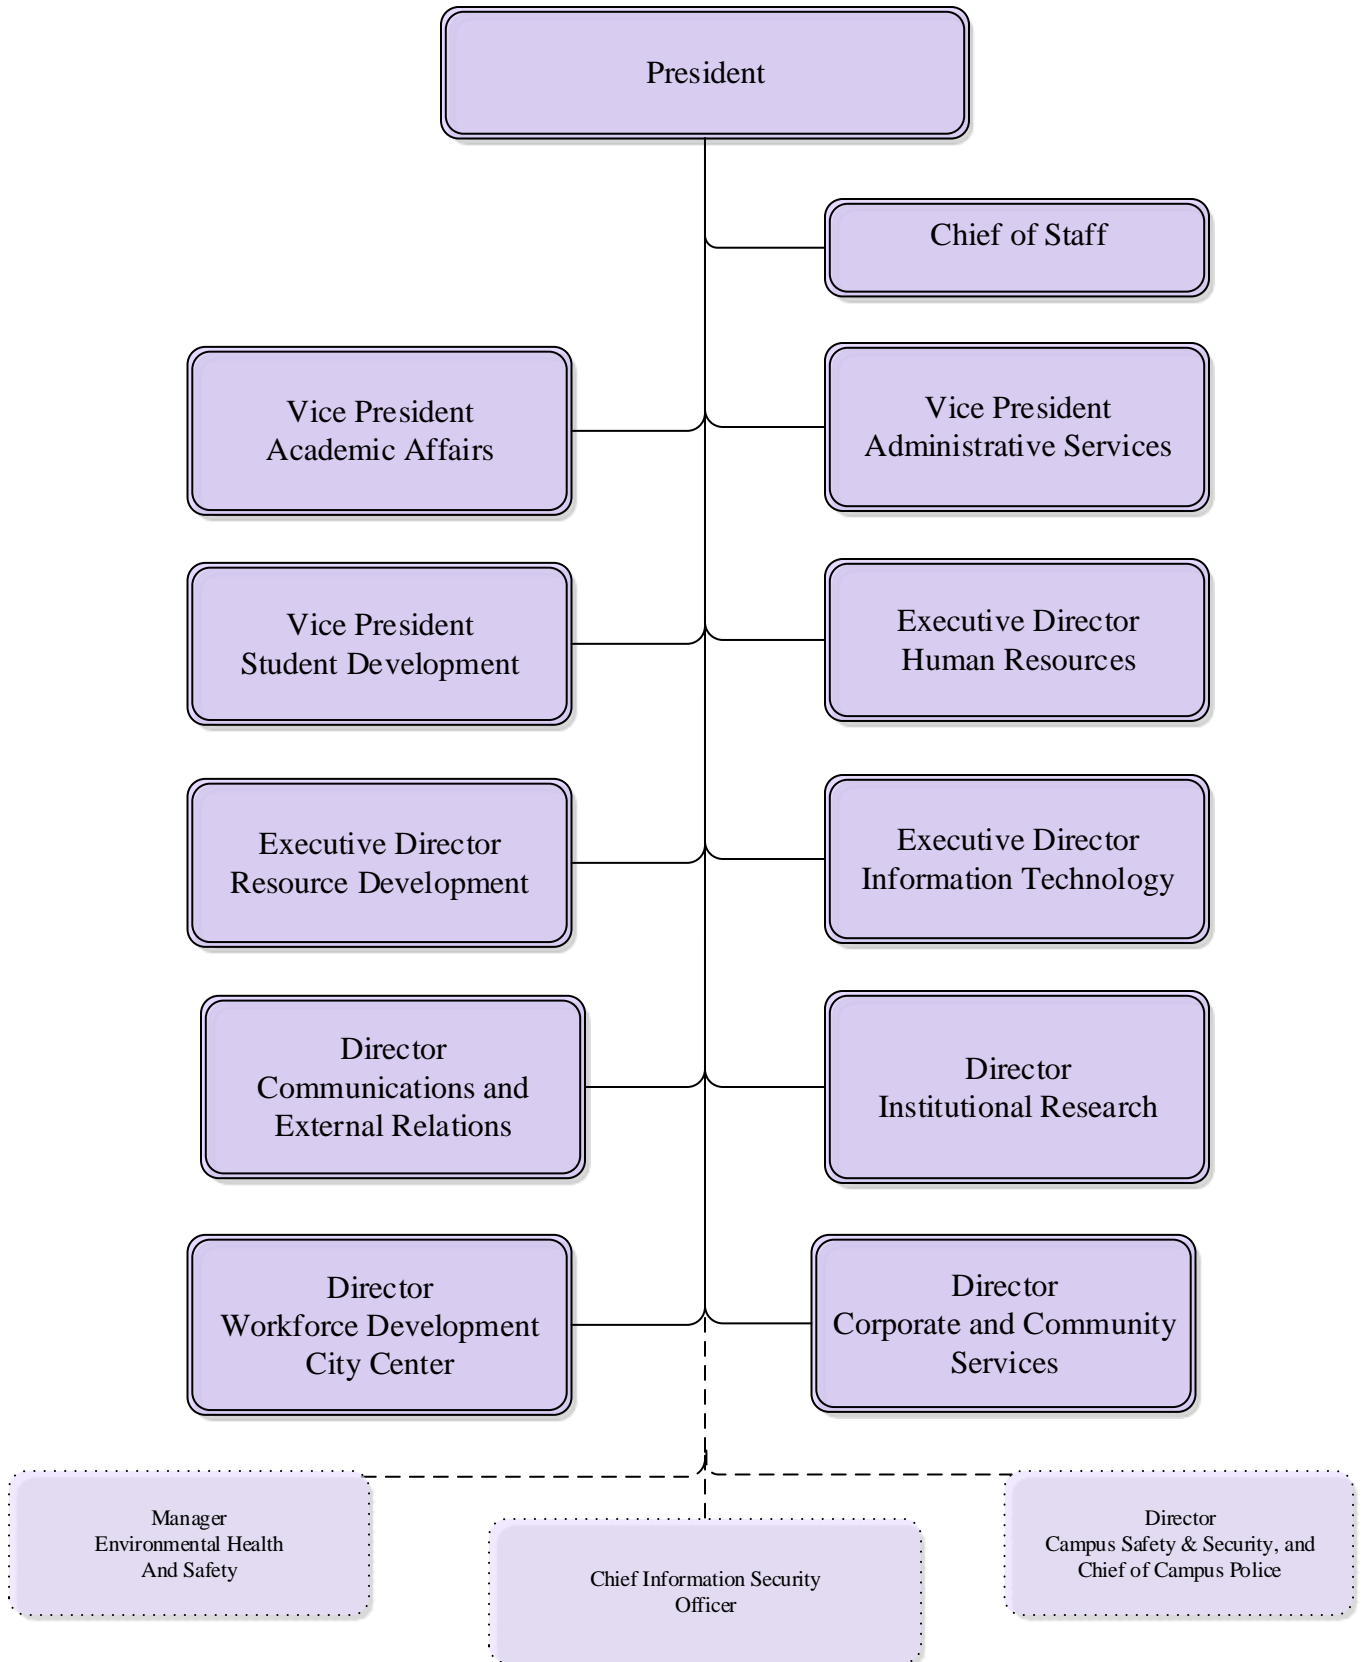 President
Chief of Staff
Vice President
Academic Affairs
Vice President
Administrative Services
Vice President
Student Development
Executive Director
Human Resources
Executive Director
Resource Development
Executive Director
Information Technology
Director
Communications and
External Relations
Director
Institutional Research
Director
Workforce Development
City Center
Director
Corporate and Community
Services
Manager
Environmental Health
And Safety
Chief Information Security
Officer
Director
Campus Safety & Security, and
Chief of Campus Police